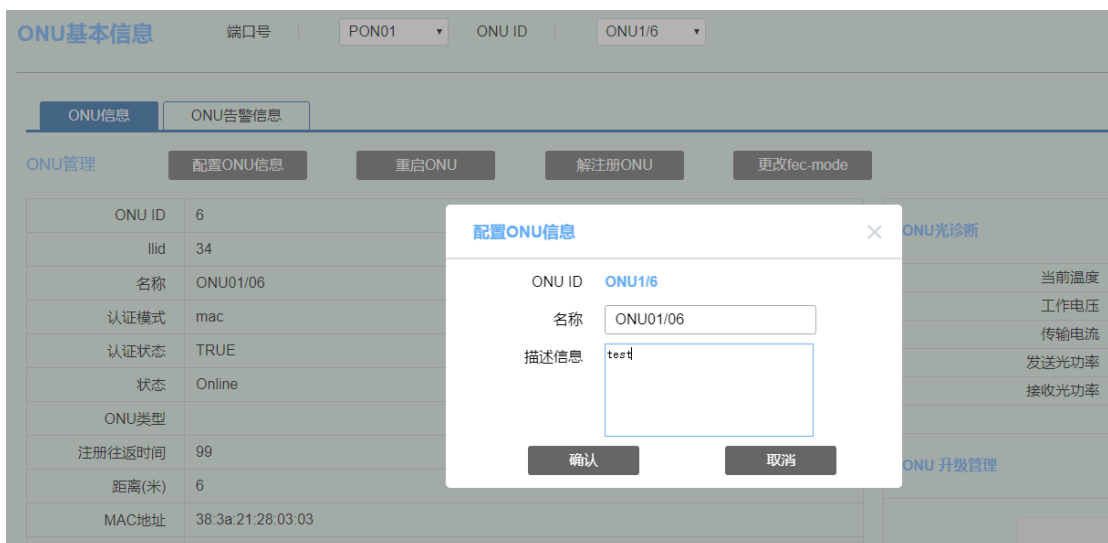 ONU基本信息 端口号 PON01 ONU ID ONU1/6
ONU信息 ONU告警信息
ONU管理 配置ONU信息 重启ONU 解注册ONU 更改fec-mode
ONU ID 6
llid 34
名称 ONU01/06
认证模式 mac
认证状态 TRUE
状态 Online
ONU类型
注册往返时间 99
距离(米) 6
MAC地址 38:3a:21:28:03:03
配置ONU信息
ONU ID ONU1/6
名称 ONU01/06
描述信息 test
确认 取消
ONU光诊断
当前温度
工作电压
传输电流
发送光功率
接收光功率
ONU 升级管理